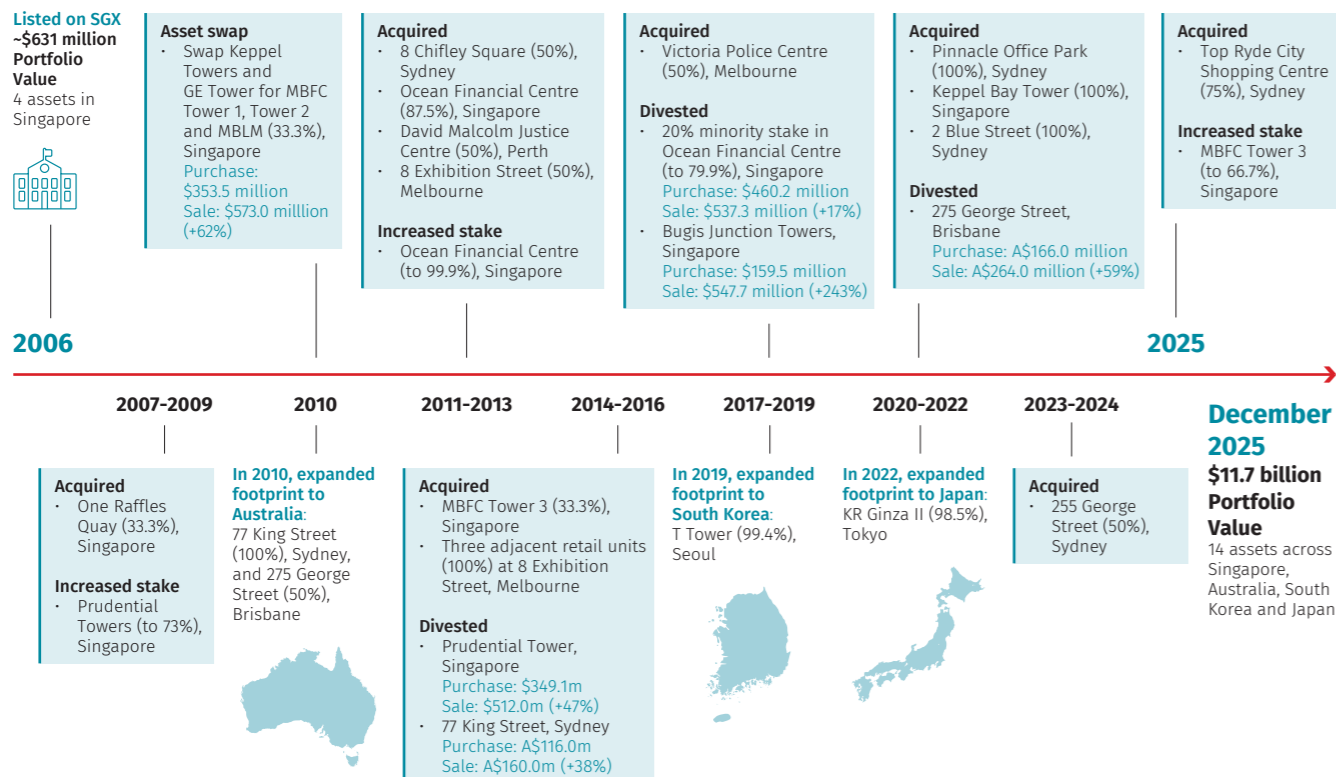 Listed on SGX
~$631 million
Portfolio
Value
4 assets in
Singapore
Asset swap
· Swap Keppel
Towers and
GE Tower for MBFC
Tower 1, Tower 2
and MBLM (33.3%),
Singapore
Purchase:
$353.5 million
Sale: $573.0 milllion
(+62%)
Acquired
· 8 Chifley Square (50%),
Sydney
· Ocean Financial Centre
(87.5%), Singapore
· David Malcolm Justice
Centre (50%), Perth
· 8 Exhibition Street (50%),
Melbourne
Increased stake
· Ocean Financial Centre
(to 99.9%), Singapore
Acquired
· Victoria Police Centre
(50%), Melbourne
Divested
· 20% minority stake in
Ocean Financial Centre
(to 79.9%), Singapore
Purchase: $460.2 million
Sale: $537.3 million (+17%)
· Bugis Junction Towers,
Singapore
Purchase: $159.5 million
Sale: $547.7 million (+243%)
Acquired
· Pinnacle Office Park
(100%), Sydney
· Keppel Bay Tower (100%),
Singapore
· 2 Blue Street (100%),
Sydney
Divested
· 275 George Street,
Brisbane
Purchase: A$166.0 million
Sale: A$264.0 million (+59%)
Acquired
· Top Ryde City
Shopping Centre
(75%), Sydney
Increased stake
· MBFC Tower 3
(to 66.7%),
Singapore
2006
2025
2007-2009
2010
2011-2013
2014-2016
2017-2019
2020-2022
2023-2024
Acquired
· One Raffles
Quay (33.3%),
Singapore
Increased stake
· Prudential
Towers (to 73%),
Singapore
In 2010, expanded
footprint to
Australia:
77 King Street
(100%), Sydney,
and 275 George
Street (50%),
Brisbane
Acquired
· MBFC Tower 3 (33.3%),
Singapore
· Three adjacent retail units
(100%) at 8 Exhibition
Street, Melbourne
Divested
· Prudential Tower,
Singapore
Purchase: $349.1m
Sale: $512.0m (+47%)
· 77 King Street, Sydney
Purchase: A$116.0m
Sale: A$160.0m (+38%)
In 2019, expanded
footprint to
South Korea:
T Tower (99.4%),
Seoul
In 2022, expanded
footprint to Japan:
KR Ginza II (98.5%),
Tokyo
Acquired
· 255 George
Street (50%),
Sydney
December
2025
$11.7 billion
Portfolio
Value
14 assets across
Singapore,
Australia, South
Korea and Japan